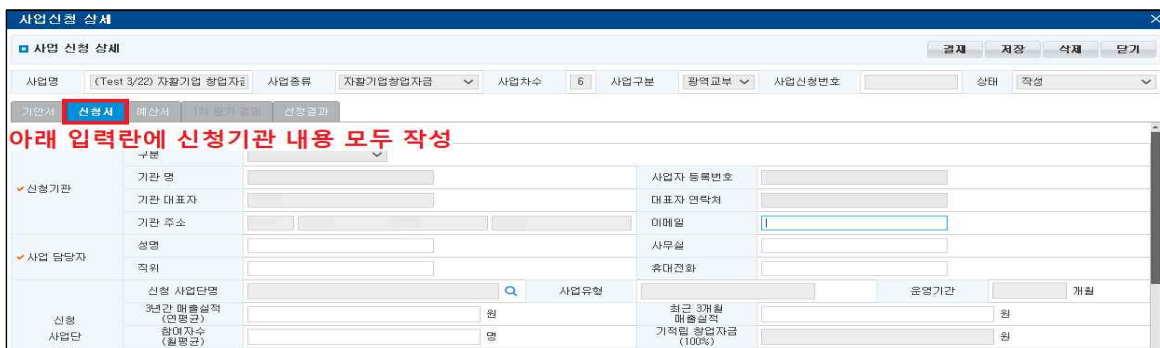 사업신청 상세
사업 신청 상세 결재 저장 삭제 닫기
사업명 (Test 3/22) 자활기업 창업자금 사업종류 자활기업창업자금 사업차수 6 사업구분 광역교부 사업신청번호 상태 작성
기안서 신청서 예산서 1차 평가 결과 선정결과
아래 입력란에 신청기관 내용 모두 작성
구분
신청기관
기관 명 사업자 등록번호
기관 대표자 대표자 연락처
기관 주소 이메일
사업 담당자
성명 사무실
직위 휴대전화
신청 사업단
신청 사업단명 사업유형 운영기간 개월
3년간 매출실적 (연평균) 원 최근 3개월 매출실적 원
참여자수 (월평균) 명 기적립 창업자금 (100%) 원